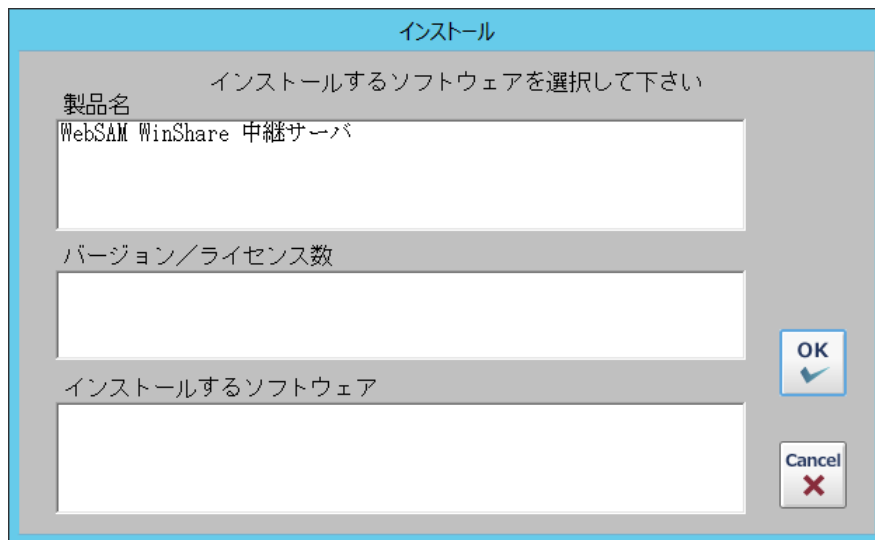 インストール
インストールするソフトウェアを選択して下さい
製品名
WebSAM WinShare 中継サーバ
バージョン／ライセンス数
OK
インストールするソフトウェア
Cancel